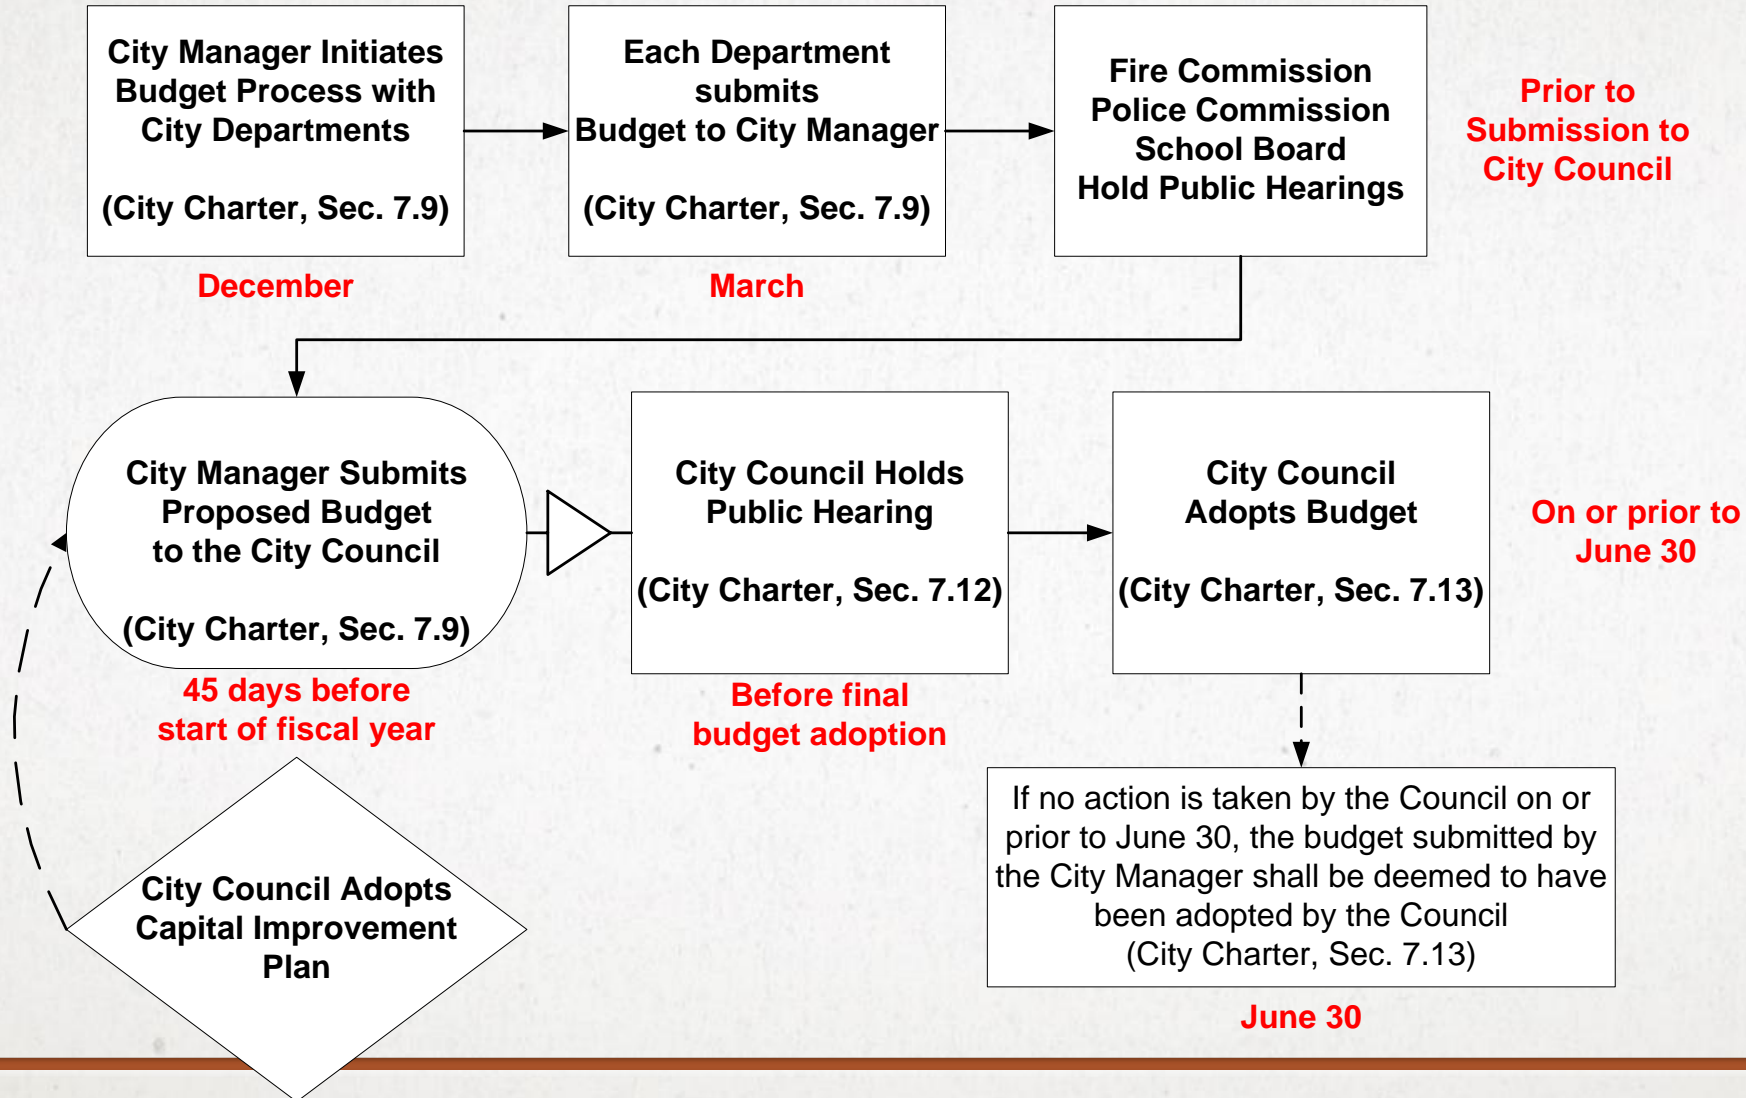 City Manager Initiates
Budget Process with
City Departments
(City Charter, Sec. 7.9)
December
Each Department
submits
Budget to City Manager
(City Charter, Sec. 7.9)
March
Fire Commission
Police Commission
School Board
Hold Public Hearings
Prior to
Submission to
City Council
City Manager Submits
Proposed Budget
to the City Council
(City Charter, Sec. 7.9)
45 days before
start of fiscal year
City Council Holds
Public Hearing
(City Charter, Sec. 7.12)
Before final
budget adoption
City Council
Adopts Budget
(City Charter, Sec. 7.13)
On or prior to
June 30
City Council Adopts
Capital Improvement
Plan
If no action is taken by the Council on or
prior to June 30, the budget submitted by
the City Manager shall be deemed to have
been adopted by the Council
(City Charter, Sec. 7.13)
June 30